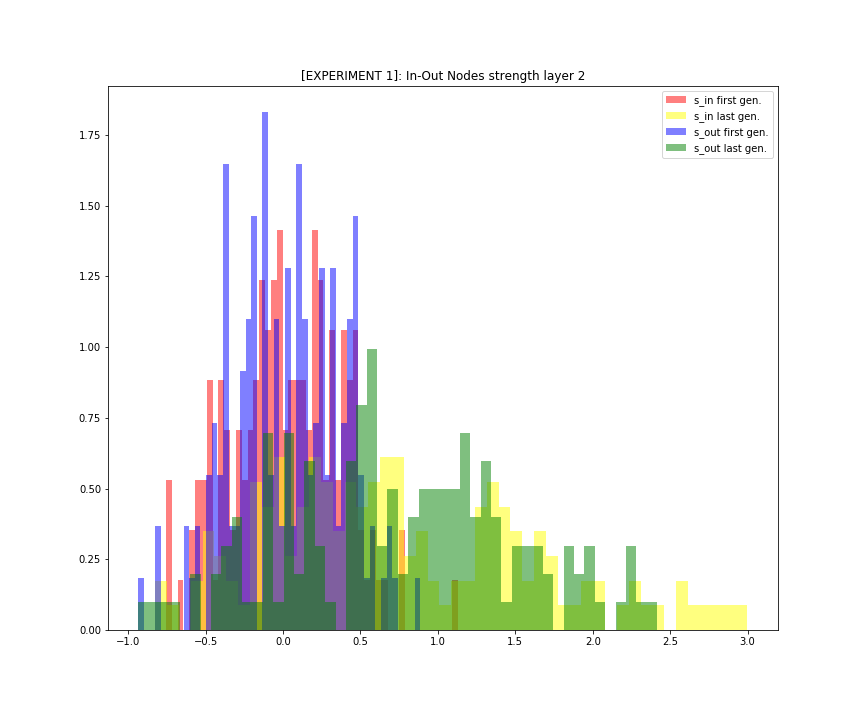 [EXPERIMENT 1]: In-Out Nodes strength layer 2
s_in first gen.
s_in last gen.
s_out first gen.
s_out last gen.
1.75
1.50
1.25
1.00
0.75
0.50
0.25
0.00
−1.0 −0.5 0.0 0.5 1.0 1.5 2.0 2.5 3.0